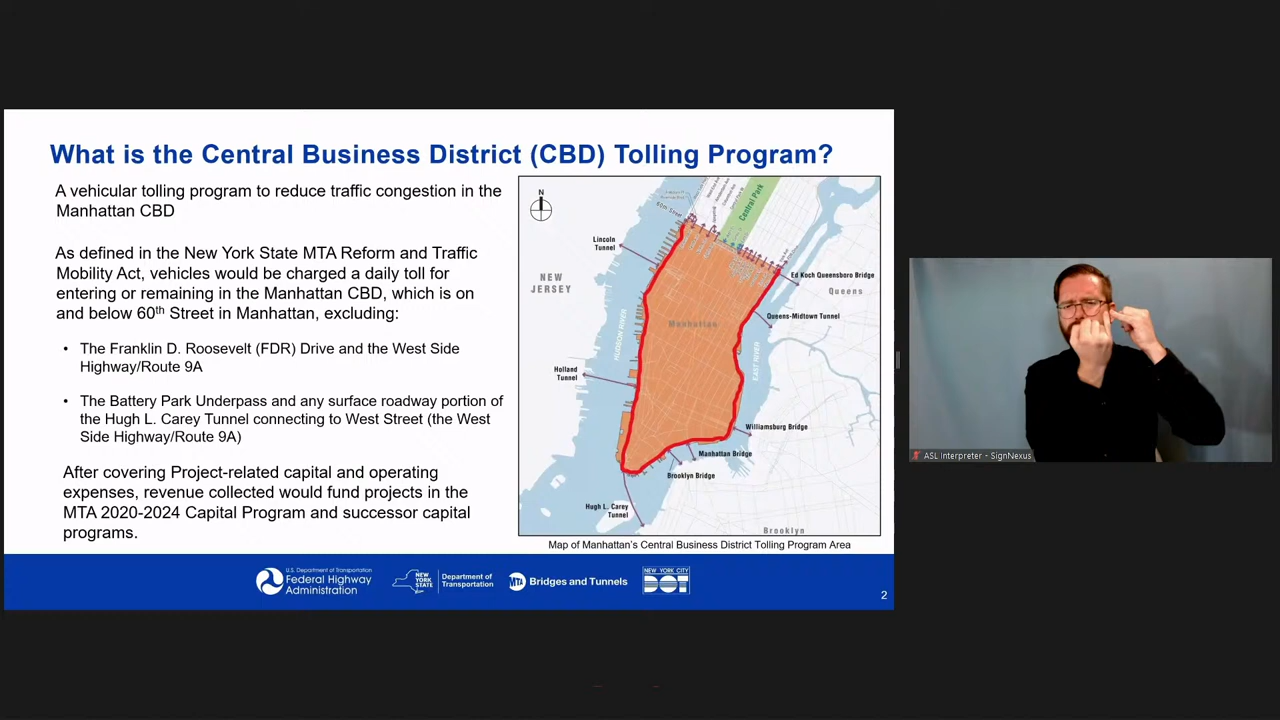 What is the Central Business District (CBD) Tolling Program?
A vehicular tolling program to reduce traffic congestion in the
Manhattan CBD
As defined in the New York State MTA Reform and Traffic
Mobility Act, vehicles would be charged a daily toll for
entering or remaining in the Manhattan CBD, which is on
and below 60th Street in Manhattan, excluding:
• The Franklin D. Roosevelt (FDR) Drive and the West Side
Highway/Route 9A
• The Battery Park Underpass and any surface roadway portion of
the Hugh L. Carey Tunnel connecting to West Street (the West
Side Highway/Route 9A)
After covering Project-related capital and operating
expenses, revenue collected would fund projects in the
MTA 2020-2024 Capital Program and successor capital
programs.
N
60th Street
Central Park
Lincoln
Tunnel
NEW
JERSEY
Ed Koch Queensboro Bridge
Queens
Queens-Midtown Tunnel
Manhattan
HUDSON RIVER
EAST RIVER
Holland
Tunnel
Williamsburg Bridge
Manhattan Bridge
Brooklyn Bridge
Hugh L. Carey
Tunnel
Brooklyn
Map of Manhattan's Central Business District Tolling Program Area
U.S. Department of Transportation
Federal Highway
Administration
NEW
YORK
STATE
Department of
Transportation
MTA Bridges and Tunnels
NEW YORK CITY
DOT
2
ASL Interpreter - SignNexus